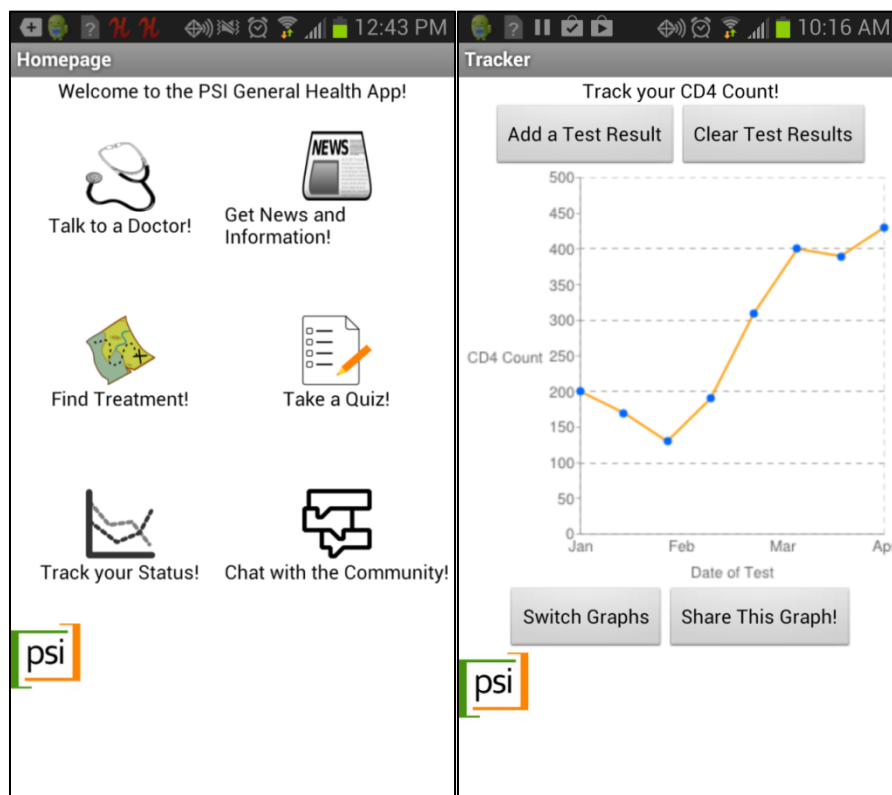 12:43 PM
Homepage
Welcome to the PSI General Health App!
NEWS
Talk to a Doctor!
Get News and
Information!
Find Treatment!
Take a Quiz!
Track your Status!
Chat with the Community!
psi
10:16 AM
Tracker
Track your CD4 Count!
Add a Test Result
Clear Test Results
500
450
400
350
300
CD4 Count 250
200
150
100
50
0
Jan Feb Mar Apr
Date of Test
Switch Graphs
Share This Graph!
psi